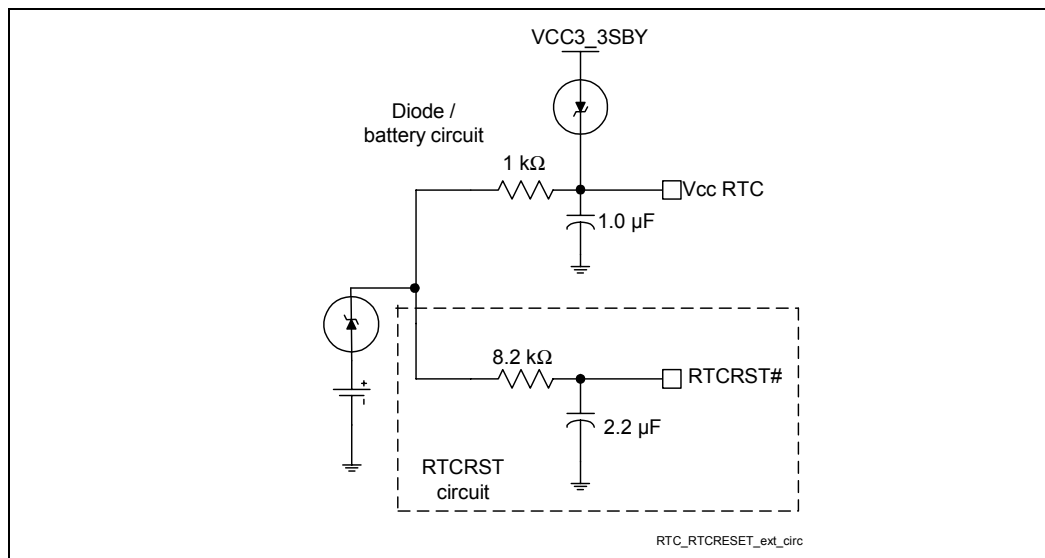 VCC3_3SBY
Diode /
battery circuit
1 kΩ
Vcc RTC
1.0 µF
8.2 kΩ
RTCRST#
2.2 µF
RTCRST
circuit
RTC_RTCRESET_ext_circ